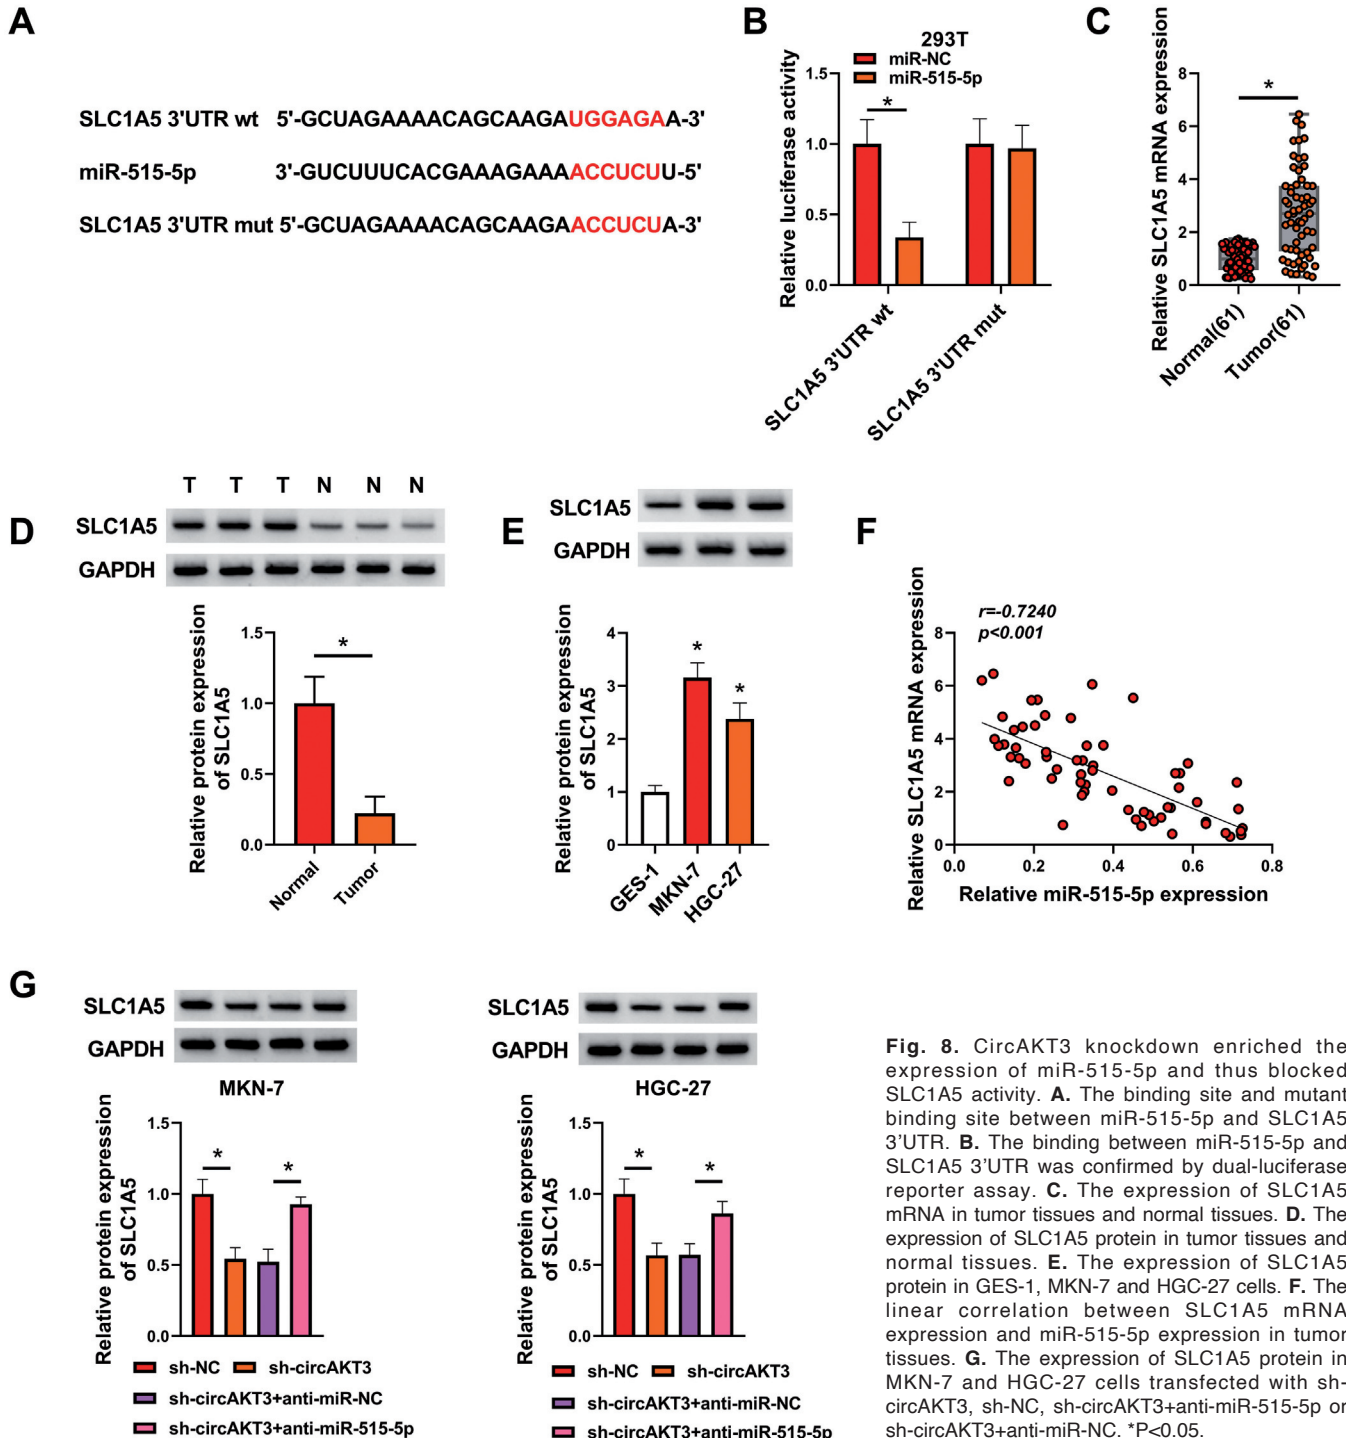 A
SLC1A5 3'UTR wt 5'-GCUAGAAAACAGCAAGAUGGAGAA-3'
miR-515-5p 3'-GUCUUUCACGAAAGAAAACCUCUU-5'
SLC1A5 3'UTR mut 5'-GCUAGAAAACAGCAAGAACCUCUA-3'
B
293T
miR-NC
miR-515-5p
Relative luciferase activity
1.5
1.0
0.5
0.0
*
SLC1A5 3'UTR wt
SLC1A5 3'UTR mut
C
Relative SLC1A5 mRNA expression
8
6
4
2
0
*
Normal(61)
Tumor(61)
D
T T T N N N
SLC1A5
GAPDH
Relative protein expression
of SLC1A5
1.5
1.0
0.5
0.0
*
Normal
Tumor
E
SLC1A5
GAPDH
Relative protein expression
of SLC1A5
4
3
2
1
0
*
*
GES-1
MKN-7
HGC-27
F
r=-0.7240
p<0.001
Relative SLC1A5 mRNA expression
8
6
4
2
0
0.0 0.2 0.4 0.6 0.8
Relative miR-515-5p expression
G
SLC1A5
GAPDH
MKN-7
Relative protein expression
of SLC1A5
1.5
1.0
0.5
0.0
*
*
sh-NC sh-circAKT3
sh-circAKT3+anti-miR-NC
sh-circAKT3+anti-miR-515-5p
SLC1A5
GAPDH
HGC-27
Relative protein expression
of SLC1A5
1.5
1.0
0.5
0.0
*
*
sh-NC sh-circAKT3
sh-circAKT3+anti-miR-NC
sh-circAKT3+anti-miR-515-5p
Fig. 8. CircAKT3 knockdown enriched the
expression of miR-515-5p and thus blocked
SLC1A5 activity. A. The binding site and mutant
binding site between miR-515-5p and SLC1A5
3'UTR. B. The binding between miR-515-5p and
SLC1A5 3'UTR was confirmed by dual-luciferase
reporter assay. C. The expression of SLC1A5
mRNA in tumor tissues and normal tissues. D. The
expression of SLC1A5 protein in tumor tissues and
normal tissues. E. The expression of SLC1A5
protein in GES-1, MKN-7 and HGC-27 cells. F. The
linear correlation between SLC1A5 mRNA
expression and miR-515-5p expression in tumor
tissues. G. The expression of SLC1A5 protein in
MKN-7 and HGC-27 cells transfected with sh-
circAKT3, sh-NC, sh-circAKT3+anti-miR-515-5p or
sh-circAKT3+anti-miR-NC. *P<0.05.